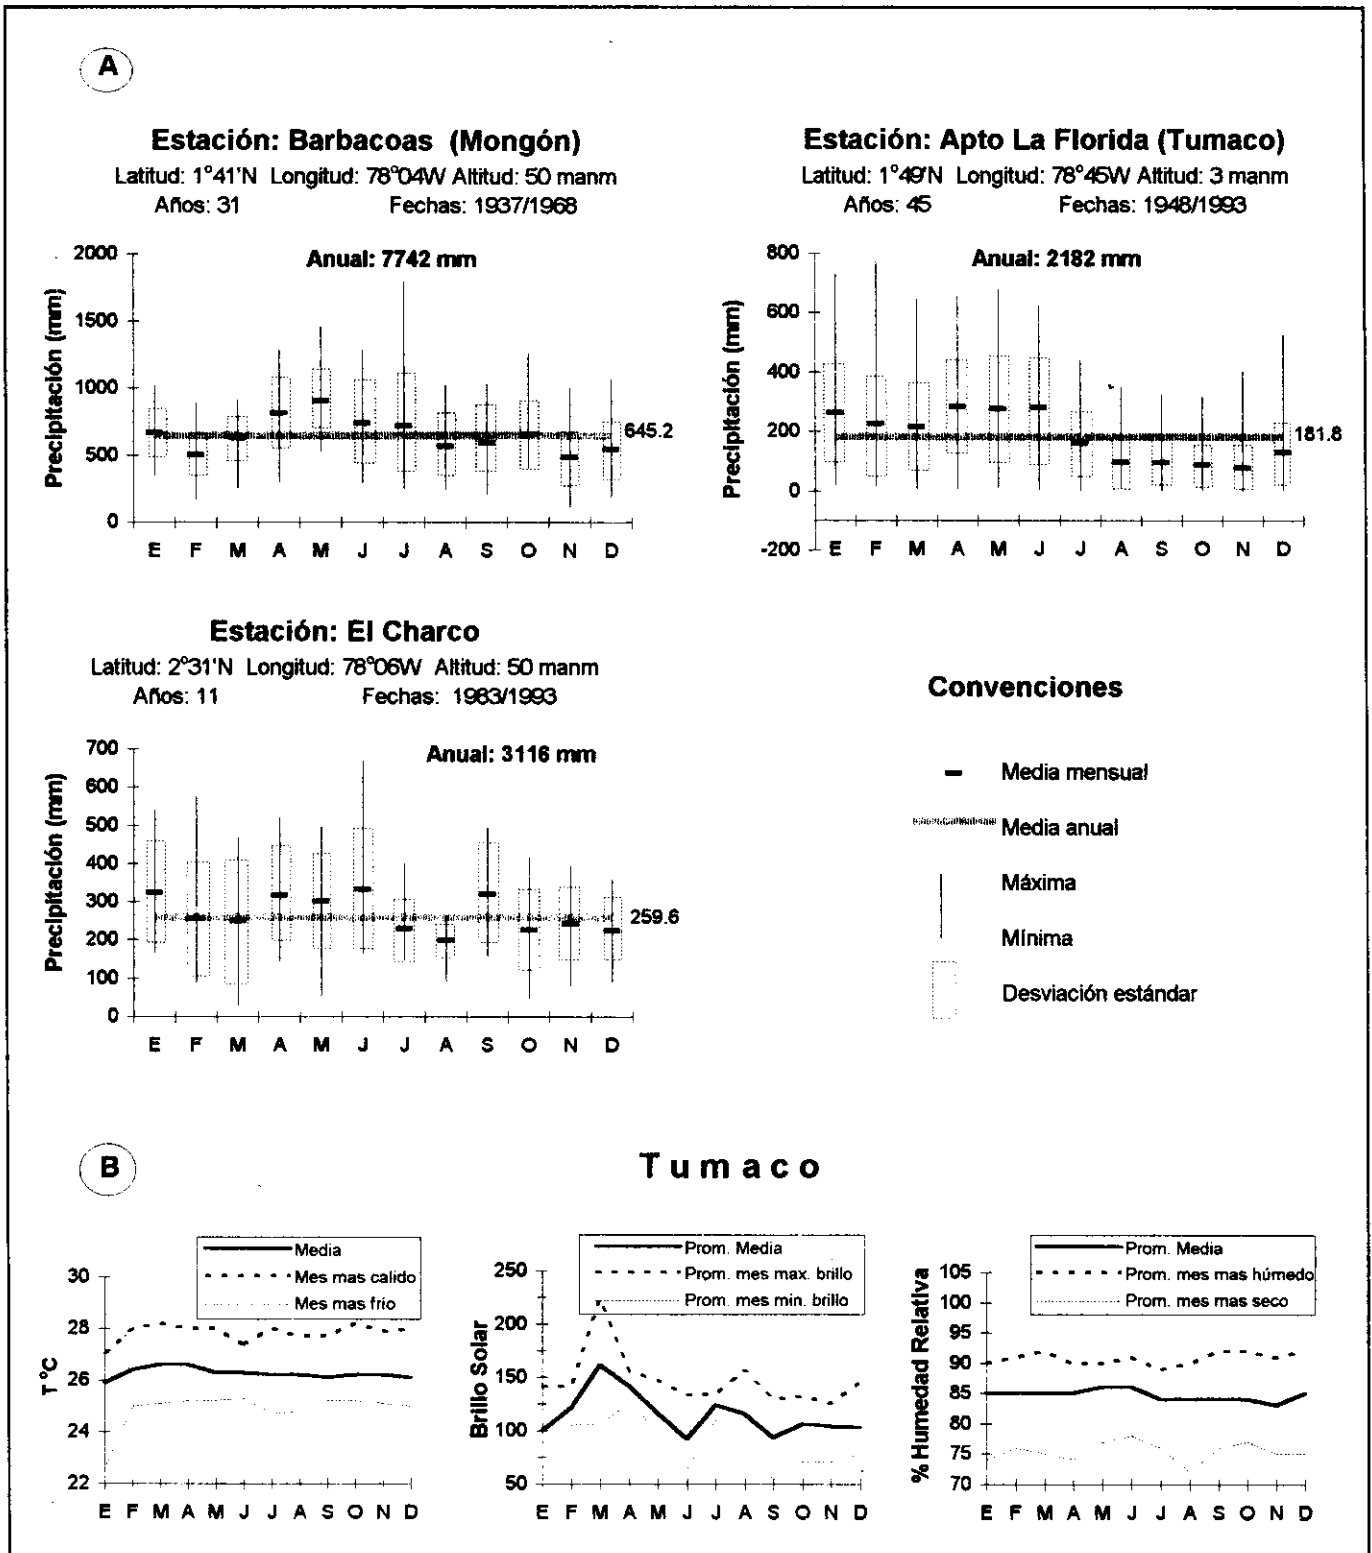 A
Estación: Barbacoas (Mongón)
Latitud: 1°41'N Longitud: 78°04W Altitud: 50 manm
Años: 31 Fechas: 1937/1968
Anual: 7742 mm
Precipitación (mm)
2000
1500
1000
500
0
645.2
E F M A M J J A S O N D
Estación: Apto La Florida (Tumaco)
Latitud: 1°49'N Longitud: 78°45W Altitud: 3 manm
Años: 45 Fechas: 1948/1993
Anual: 2182 mm
Precipitación (mm)
800
600
400
200
0
-200
181.8
E F M A M J J A S O N D
Estación: El Charco
Latitud: 2°31'N Longitud: 78°06W Altitud: 50 manm
Años: 11 Fechas: 1983/1993
Anual: 3116 mm
Precipitación (mm)
700
600
500
400
300
200
100
0
259.6
E F M A M J J A S O N D
Convenciones
Media mensual
Media anual
Máxima
Mínima
Desviación estándar
B
Tumaco
Media
Mes mas calido
Mes mas frío
T °C
30
28
26
24
22
E F M A M J J A S O N D
Prom. Media
Prom. mes max. brillo
Prom. mes min. brillo
Brillo Solar
250
200
150
100
50
E F M A M J J A S O N D
Prom. Media
Prom. mes mas húmedo
Prom. mes mas seco
% Humedad Relativa
105
100
95
90
85
80
75
70
E F M A M J J A S O N D